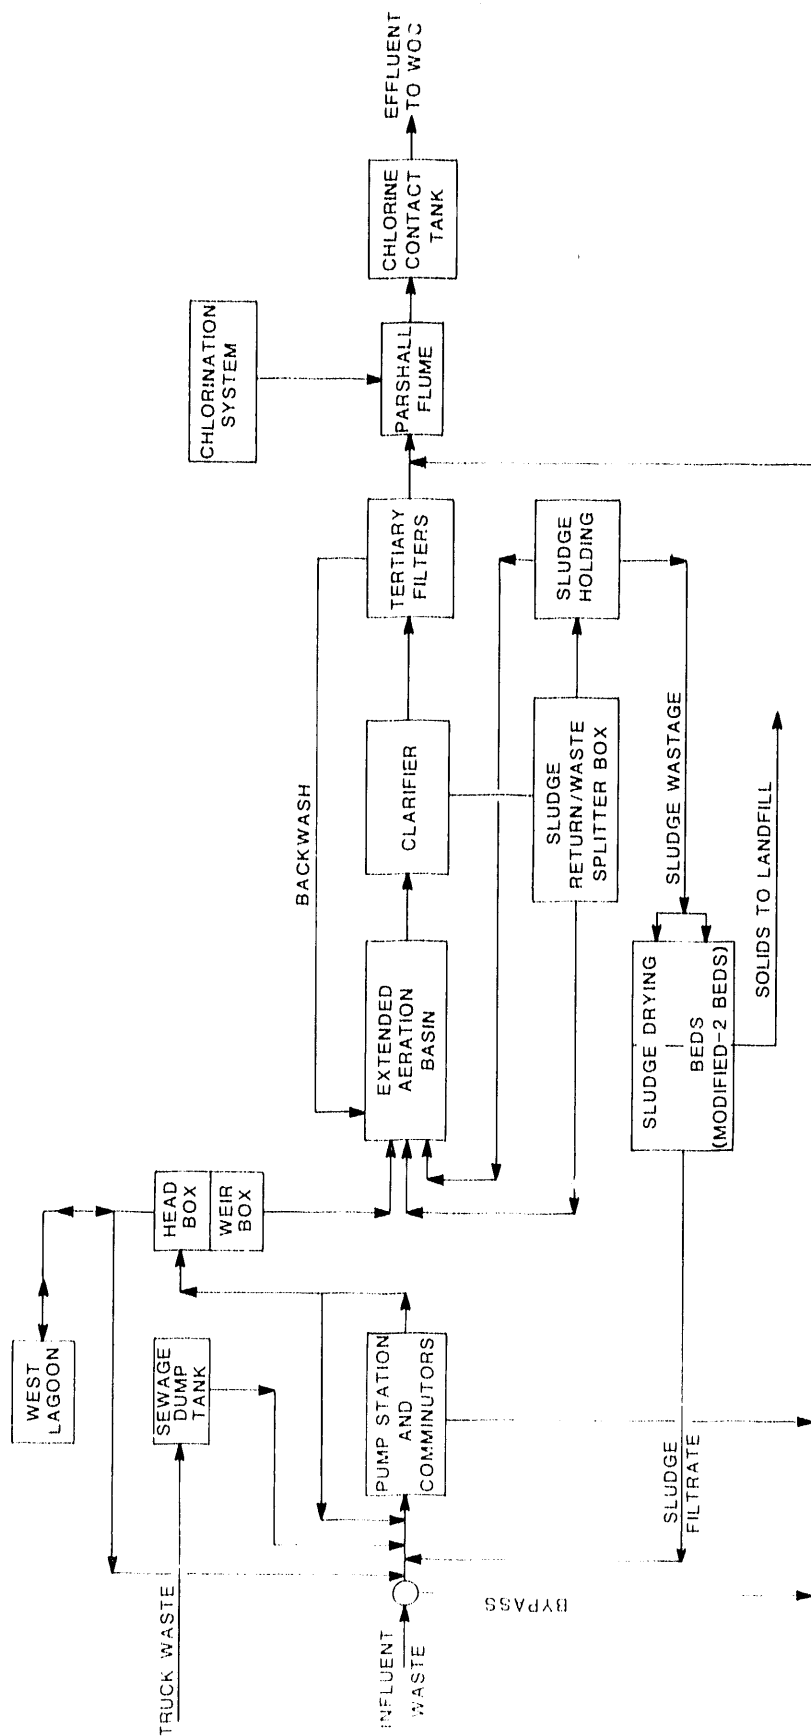 TRUCK WASTE
INFLUENT
WASTE
BYPASS
WEST
LAGOON
SEWAGE
DUMP
TANK
PUMP STATION
AND
COMMINUTORS
SLUDGE
FILTRATE
HEAD
BOX
WEIR
BOX
BACKWASH
EXTENDED
AERATION
BASIN
CLARIFIER
TERTIARY
FILTERS
SLUDGE
RETURN/WASTE
SPLITTER BOX
SLUDGE
HOLDING
SLUDGE WASTAGE
SLUDGE DRYING
BEDS
(MODIFIED-2 BEDS)
SOLIDS TO LANDFILL
CHLORINATION
SYSTEM
PARSHALL
FLUME
CHLORINE
CONTACT
TANK
EFFLUENT
TO WOC